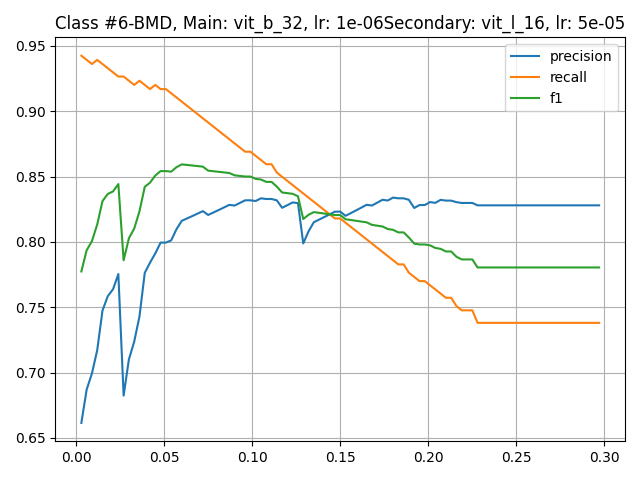 Class #6-BMD, Main: vit_b_32, lr: 1e-06Secondary: vit_l_16, lr: 5e-05
precision
recall
f1
0.95
0.90
0.85
0.80
0.75
0.70
0.65
0.00 0.05 0.10 0.15 0.20 0.25 0.30